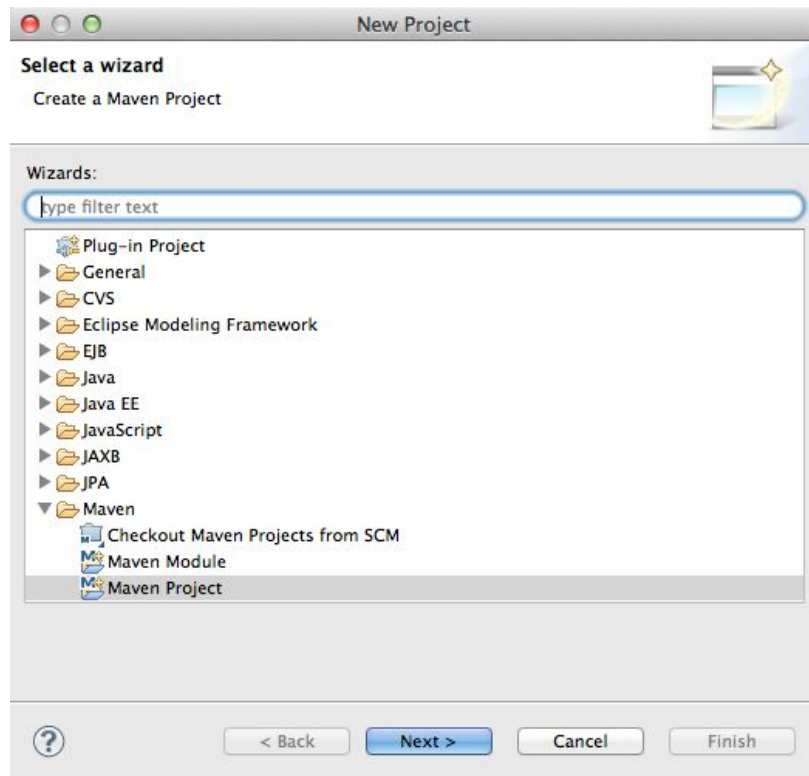 New Project
Select a wizard
Create a Maven Project
Wizards:
type filter text
Plug-in Project
General
CVS
Eclipse Modeling Framework
EJB
Java
Java EE
JavaScript
JAXB
JPA
Maven
Checkout Maven Projects from SCM
Maven Module
Maven Project
? < Back Next > Cancel Finish